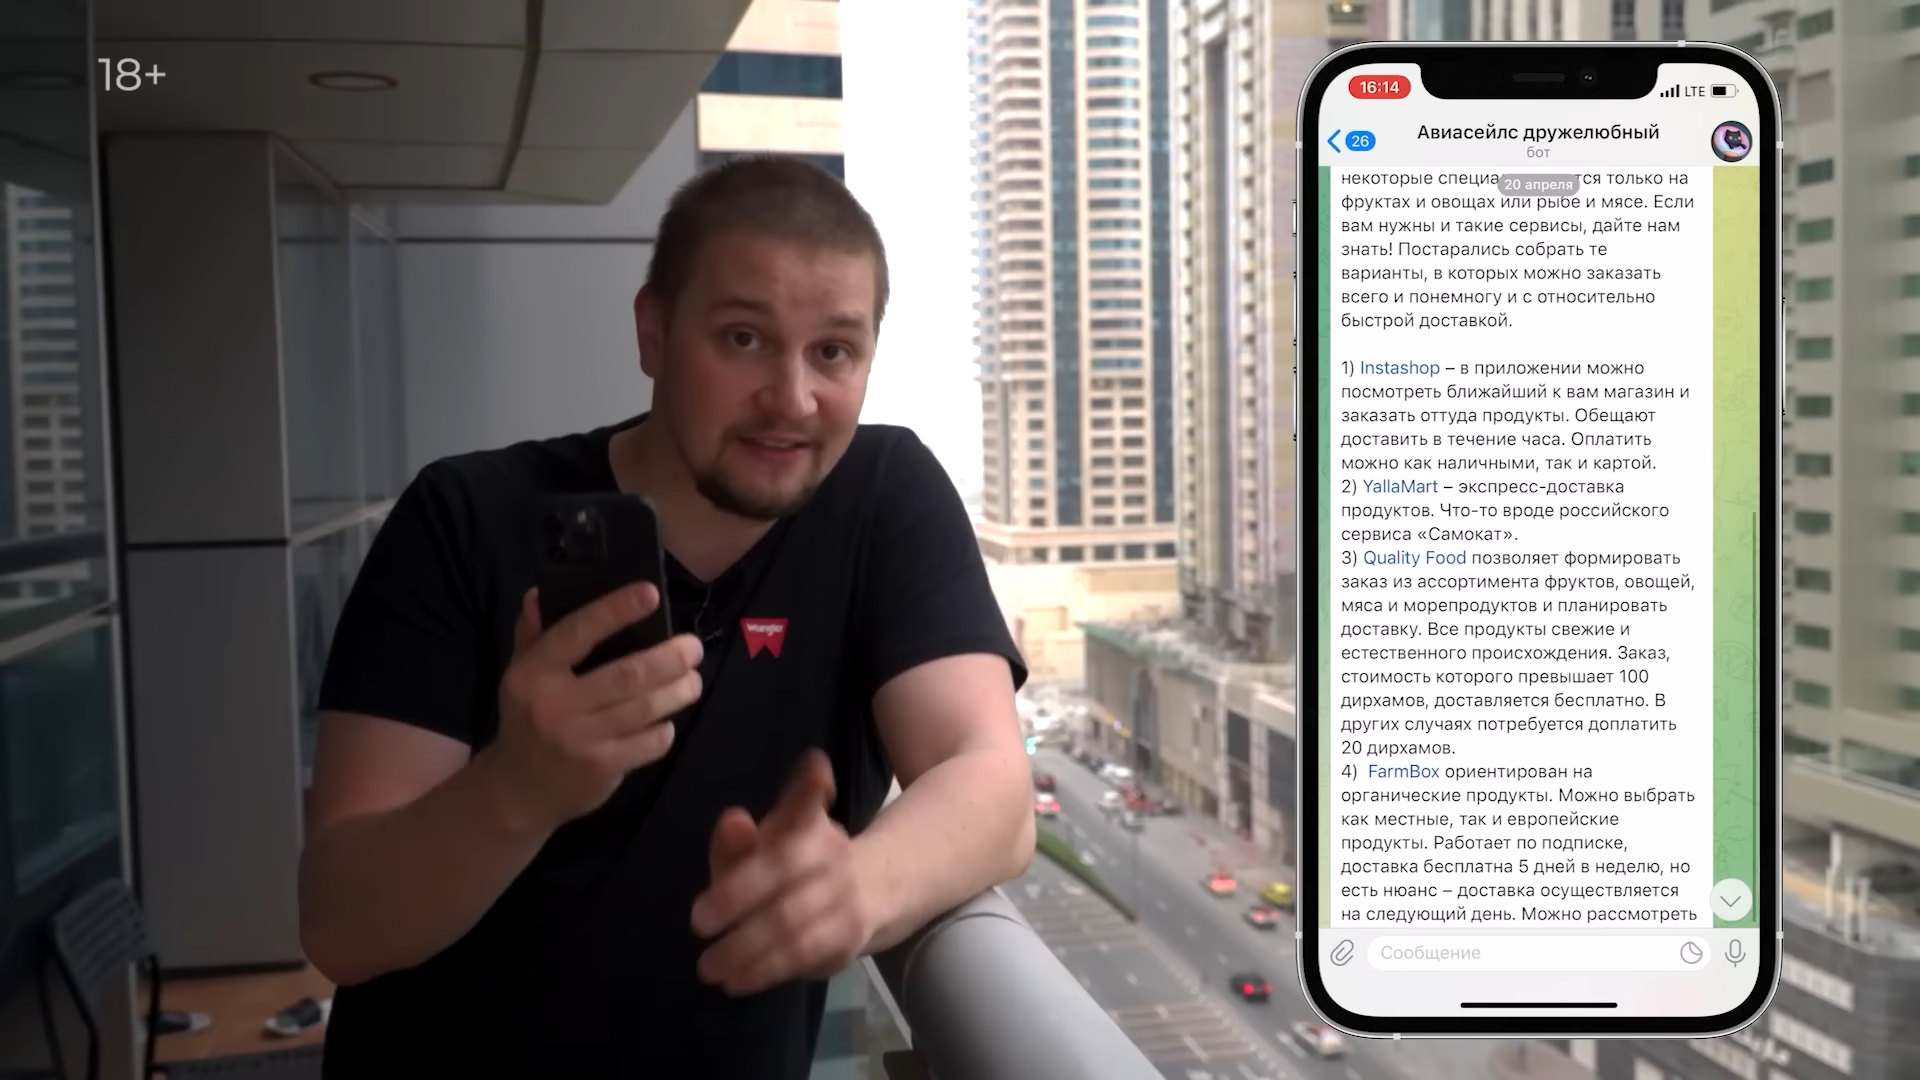 18+
wrangler
16:14
LTE
26
Авиасейлс дружелюбный
бот
20 апреля
некоторые тся только на
фруктах и овощах или рыбе и мясе. Если
вам нужны и такие сервисы, дайте нам
знать! Постарались собрать те
варианты, в которых можно заказать
всего и понемногу и с относительно
быстрой доставкой.
1) Instashop – в приложении можно
посмотреть ближайший к вам магазин и
заказать оттуда продукты. Обещают
доставить в течение часа. Оплатить
можно как наличными, так и картой.
2) YallaMart – экспресс-доставка
продуктов. Что-то вроде российского
сервиса «Самокат».
3) Quality Food позволяет формировать
заказ из ассортимента фруктов, овощей,
мяса и морепродуктов и планировать
доставку. Все продукты свежие и
естественного происхождения. Заказ,
стоимость которого превышает 100
дирхамов, доставляется бесплатно. В
других случаях потребуется доплатить
20 дирхамов.
4) FarmBox ориентирован на
органические продукты. Можно выбрать
как местные, так и европейские
продукты. Работает по подписке,
доставка бесплатна 5 дней в неделю, но
есть нюанс – доставка осуществляется
на следующий день. Можно рассмотреть
Сообщение